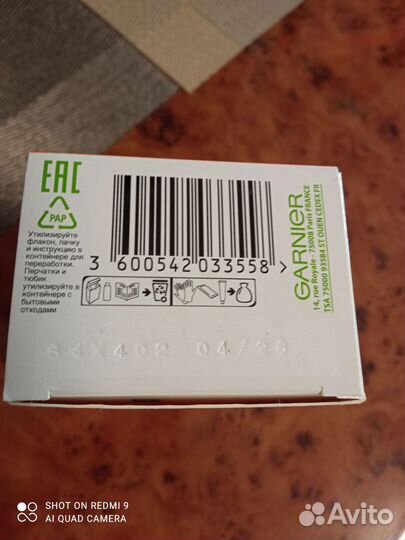 EAC
PAP
Утилизируйте
флакон, пачку
и инструкцию в
контейнере для
переработки.
Перчатки и
тюбик
утилизируйте в
контейнере с
бытовыми
отходами
3 600542 033558 >
GARNIER
14, rue Royale - 75008 Paris FRANCE
TSA 75000 93584 ST OUEN CEDEX FR
04/26
SHOT ON REDMI 9
AI QUAD CAMERA
Avito